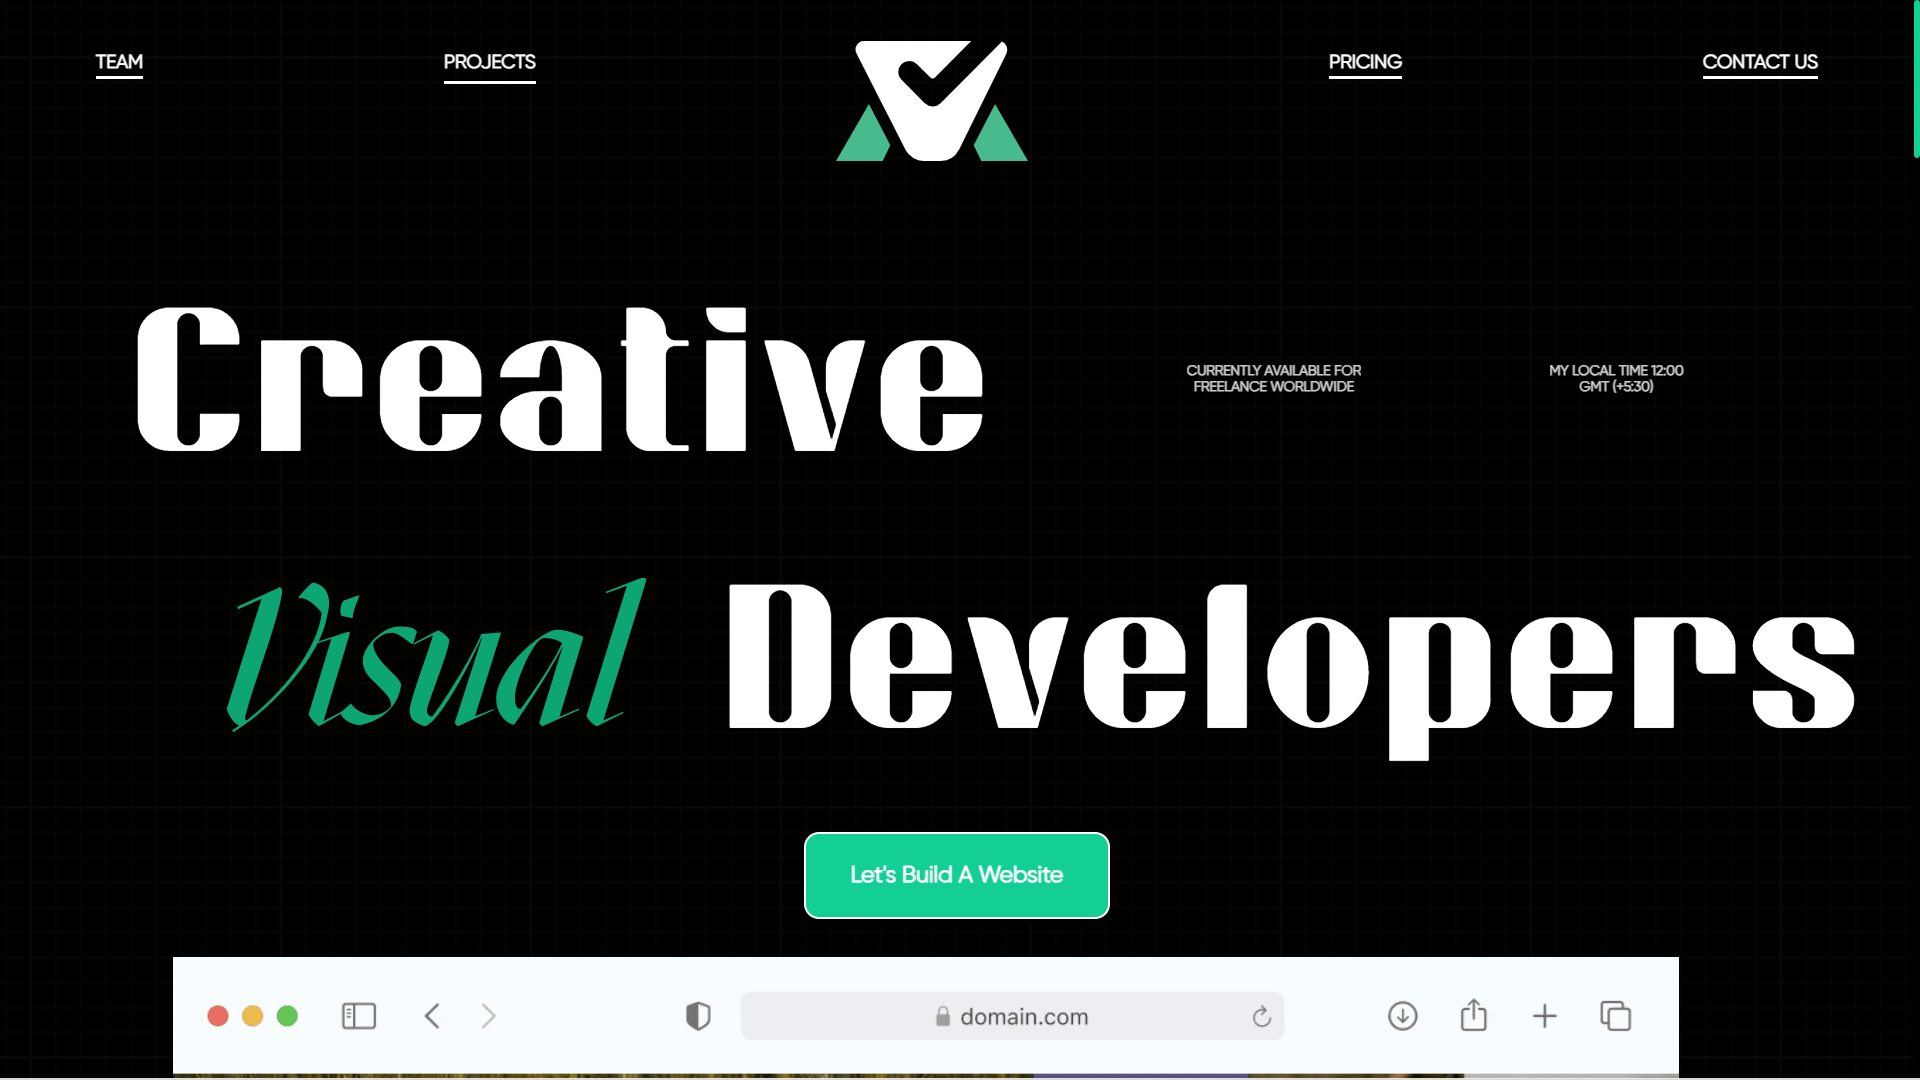 TEAM
PROJECTS
PRICING
CONTACT US
Creative
CURRENTLY AVAILABLE FOR
FREELANCE WORLDWIDE
MY LOCAL TIME 12:00
GMT (+5:30)
Visual Developers
Let's Build A Website
domain.com